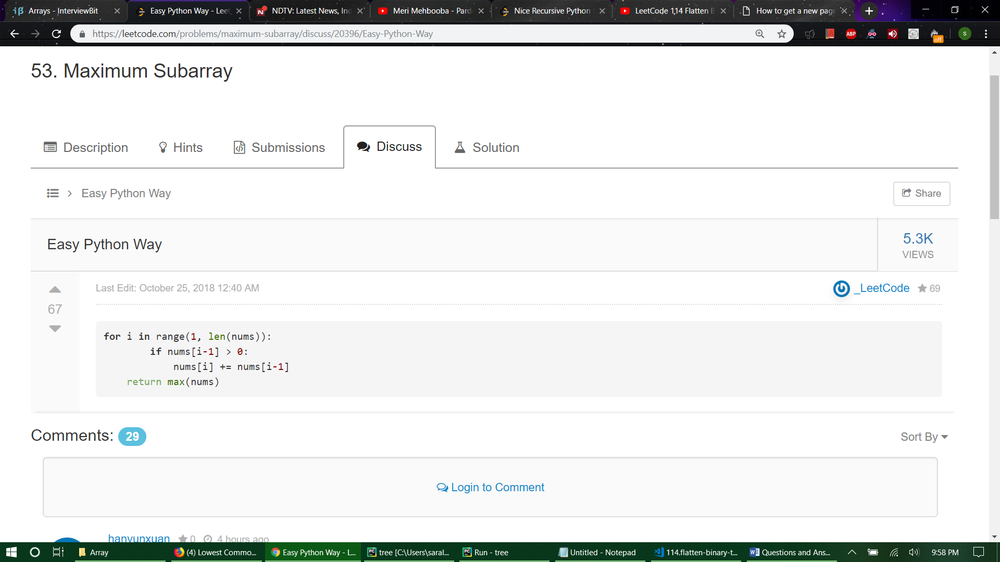 Arrays - InterviewBit
Easy Python Way - Leet
NDTV: Latest News, Ind
Meri Mehbooba - Pard
Nice Recursive Python
LeetCode 114 Flatten B
How to get a new page
https://leetcode.com/problems/maximum-subarray/discuss/20396/Easy-Python-Way
ABP
off
S
53. Maximum Subarray
Description
Hints
Submissions
Discuss
Solution
Easy Python Way
Share
Easy Python Way
5.3K
VIEWS
67
Last Edit: October 25, 2018 12:40 AM
_LeetCode
69
for i in range(1, len(nums)):
        if nums[i-1] > 0:
            nums[i] += nums[i-1]
    return max(nums)
Comments: 29
Sort By
Login to Comment
hanyunxuan 0 4 hours ago
Array
(4) Lowest Commo...
Easy Python Way - L...
tree [C:\Users\saral...
Run - tree
Untitled - Notepad
114.flatten-binary-t...
Questions and Ans...
9:58 PM